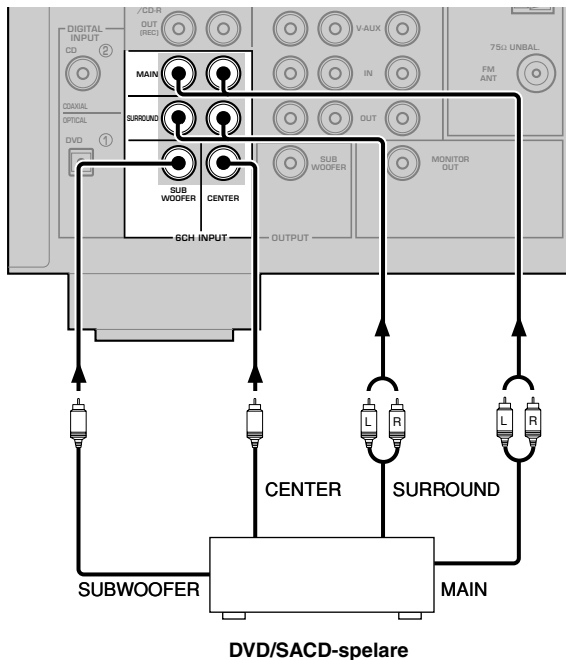 /CD-R
OUT
(REC)
DIGITAL
INPUT
CD ②
V-AUX
75Ω UNBAL.
MAIN
IN
FM
ANT
COAXIAL
OPTICAL
SURROUND
OUT
DVD ①
SUB
WOOFER
MONITOR
OUT
SUB
WOOFER
CENTER
6CH INPUT
OUTPUT
L R
L R
CENTER
SURROUND
SUBWOOFER
MAIN
DVD/SACD-spelare